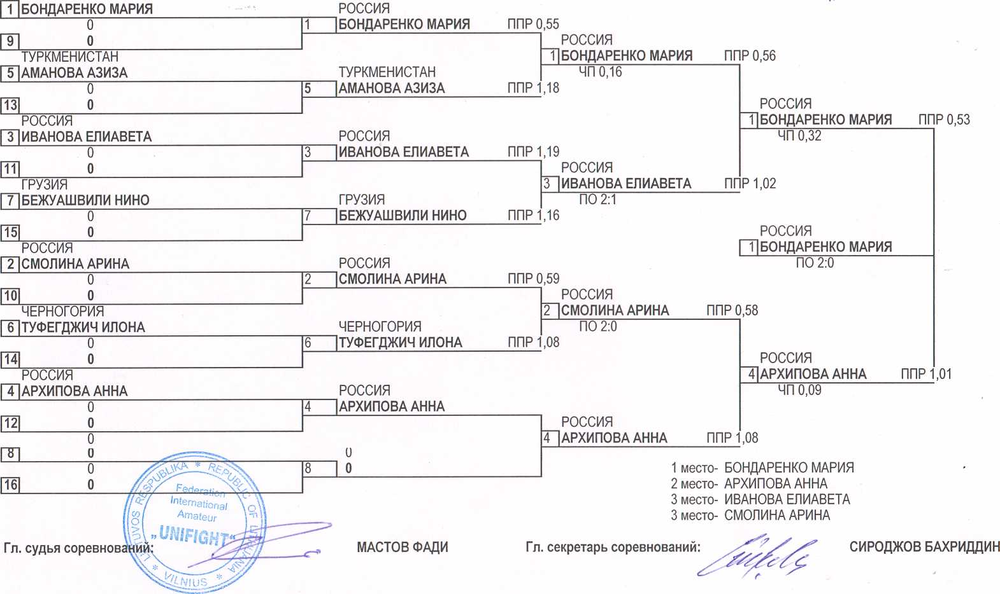 1 БОНДАРЕНКО МАРИЯ
0
9 0
ТУРКМЕНИСТАН
5 АМАНОВА АЗИЗА
0
13 0
РОССИЯ
3 ИВАНОВА ЕЛИАВЕТА
0
11 0
ГРУЗИЯ
7 БЕЖУАШВИЛИ НИНО
0
15 0
РОССИЯ
2 СМОЛИНА АРИНА
0
10 0
ЧЕРНОГОРИЯ
6 ТУФЕГДЖИЧ ИЛОНА
0
14 0
РОССИЯ
4 АРХИПОВА АННА
0
12 0
0
8 0
0
16 0
РОССИЯ
1 БОНДАРЕНКО МАРИЯ ППР 0,55
ТУРКМЕНИСТАН
5 АМАНОВА АЗИЗА ППР 1,18
РОССИЯ
3 ИВАНОВА ЕЛИАВЕТА ППР 1,19
ГРУЗИЯ
7 БЕЖУАШВИЛИ НИНО ППР 1,16
РОССИЯ
2 СМОЛИНА АРИНА ППР 0,59
ЧЕРНОГОРИЯ
6 ТУФЕГДЖИЧ ИЛОНА ППР 1,08
РОССИЯ
4 АРХИПОВА АННА
0
8 0
РОССИЯ
1 БОНДАРЕНКО МАРИЯ ППР 0,56
ЧП 0,16
РОССИЯ
3 ИВАНОВА ЕЛИАВЕТА ППР 1,02
ПО 2:1
РОССИЯ
2 СМОЛИНА АРИНА ППР 0,58
ПО 2:0
РОССИЯ
4 АРХИПОВА АННА ППР 1,08
РОССИЯ
1 БОНДАРЕНКО МАРИЯ ППР 0,53
ЧП 0,32
РОССИЯ
1 БОНДАРЕНКО МАРИЯ
ПО 2:0
РОССИЯ
4 АРХИПОВА АННА ППР 1,01
ЧП 0,09
1 место- БОНДАРЕНКО МАРИЯ
2 место- АРХИПОВА АННА
3 место- ИВАНОВА ЕЛИАВЕТА
3 место- СМОЛИНА АРИНА
LIETUVOS RESPUBLIKA * REPUBLIC OF LITHUANIA
* VILNIUS *
Federation
International
Amateur
„UNIFIGHT“
Гл. судья соревнований: МАСТОВ ФАДИ Гл. секретарь соревнований: СИРОДЖОВ БАХРИДДИН